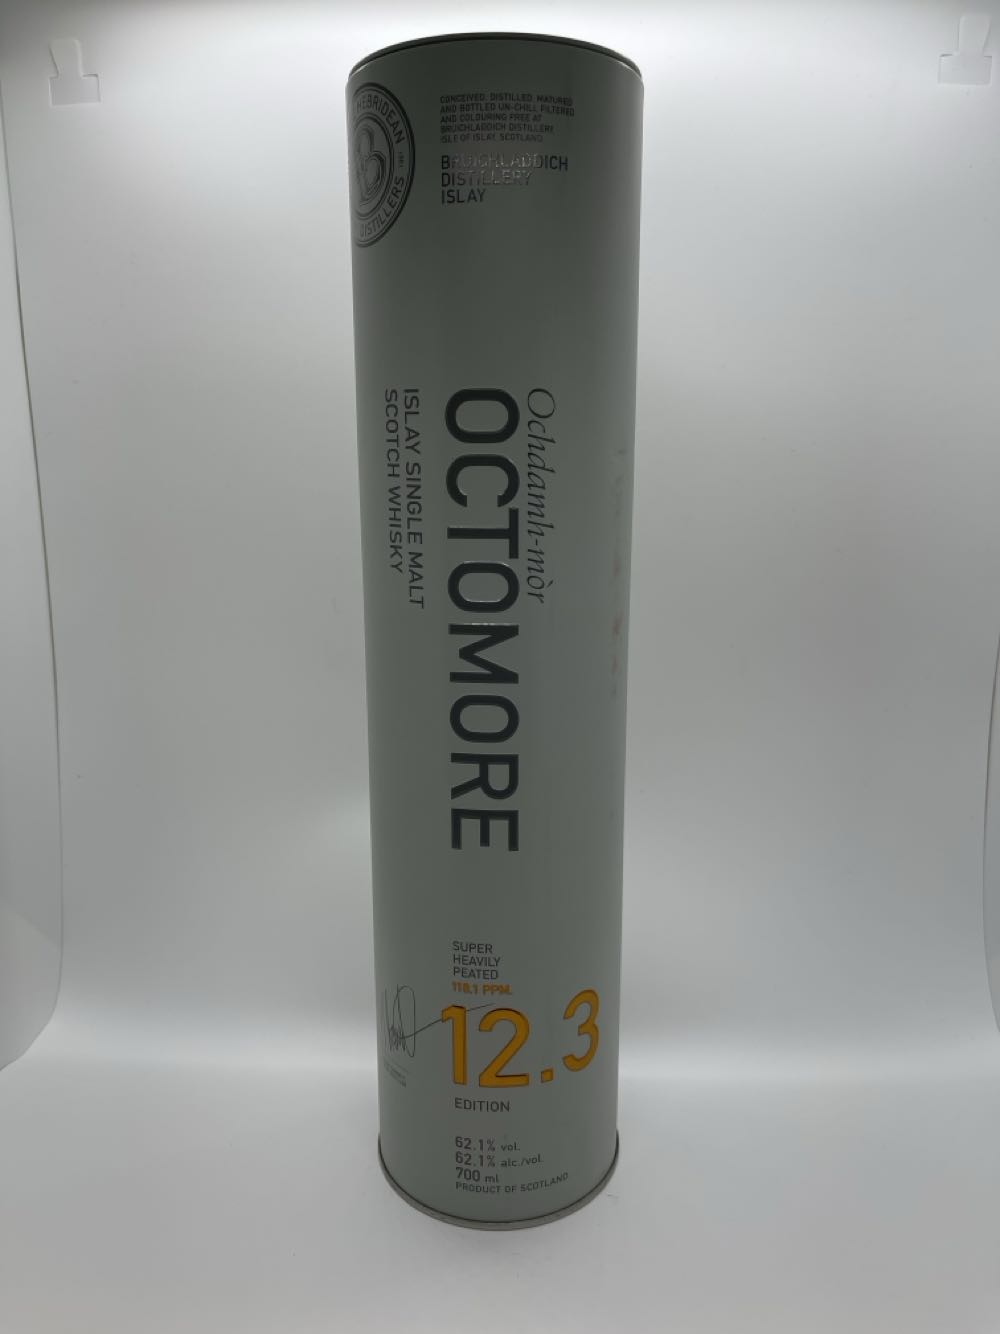 HEBRIDEAN
DISTILLERS
1881
CONCEIVED, DISTILLED, MATURED
AND BOTTLED UN-CHILL FILTERED
AND COLOURING FREE AT
BRUICHLADDICH DISTILLERY,
ISLE OF ISLAY, SCOTLAND.
BRUICHLADDICH
DISTILLERY
ISLAY
Ochdamh-mòr
OCTOMORE
ISLAY SINGLE MALT
SCOTCH WHISKY
SUPER
HEAVILY
PEATED
118.1 PPM.
12.3
EDITION
62.1% vol.
62.1% alc./vol.
700 ml
PRODUCT OF SCOTLAND